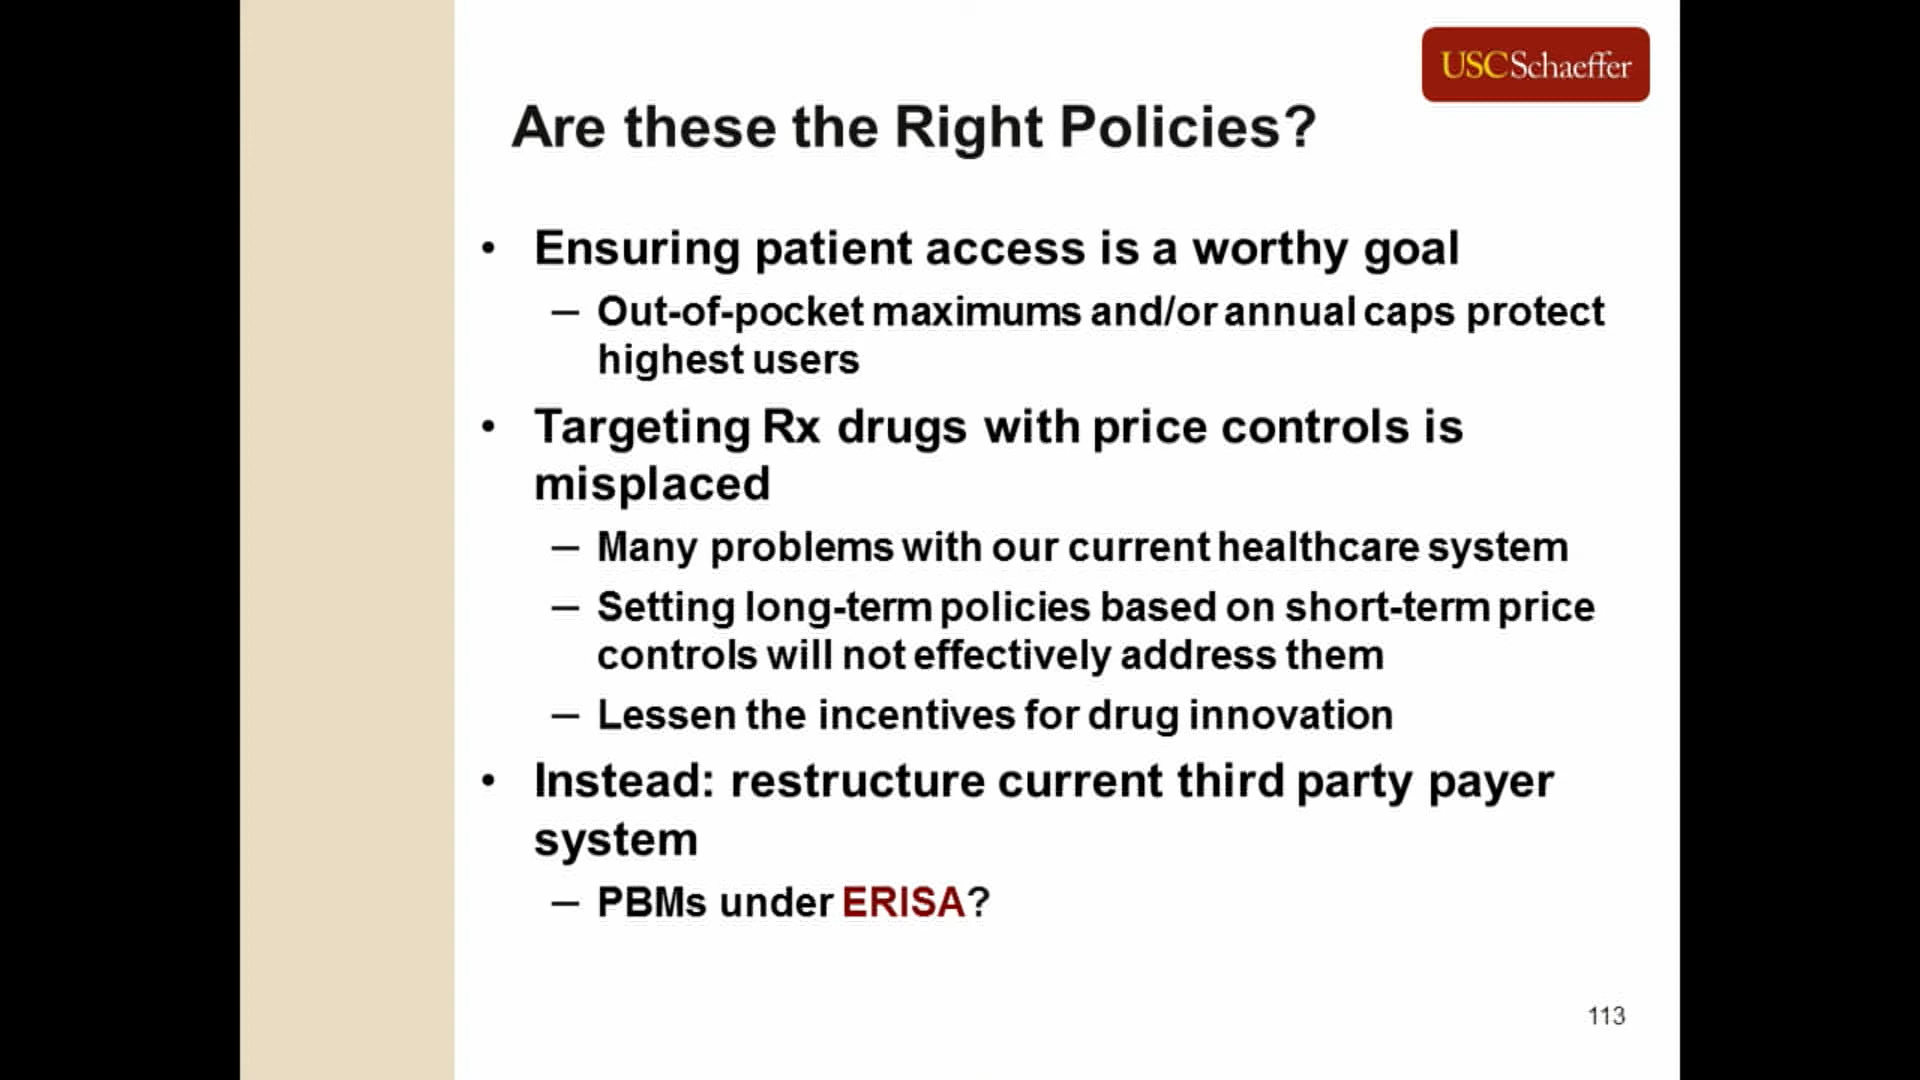 USCSchaeffer
Are these the Right Policies?
• Ensuring patient access is a worthy goal
– Out-of-pocket maximums and/or annual caps protect
highest users
• Targeting Rx drugs with price controls is
misplaced
– Many problems with our current healthcare system
– Setting long-term policies based on short-term price
controls will not effectively address them
– Lessen the incentives for drug innovation
• Instead: restructure current third party payer
system
– PBMs under ERISA?
113